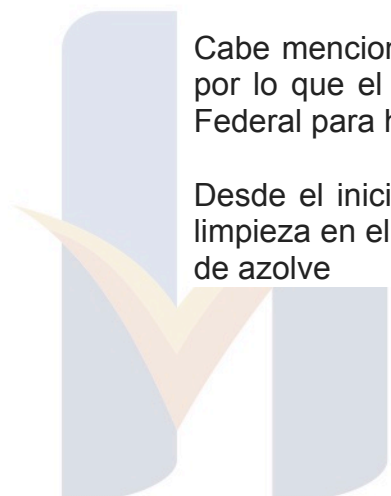 Cabe mencion
por lo que el
Federal para h
Desde el inici
limpieza en el
de azolve